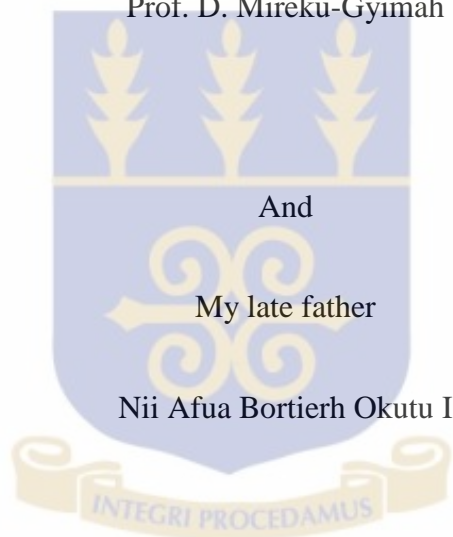 Prof. D. Mireku-Gyimah
And
My late father
Nii Afua Bortierh Okutu I
INTEGRI PROCEDAMUS